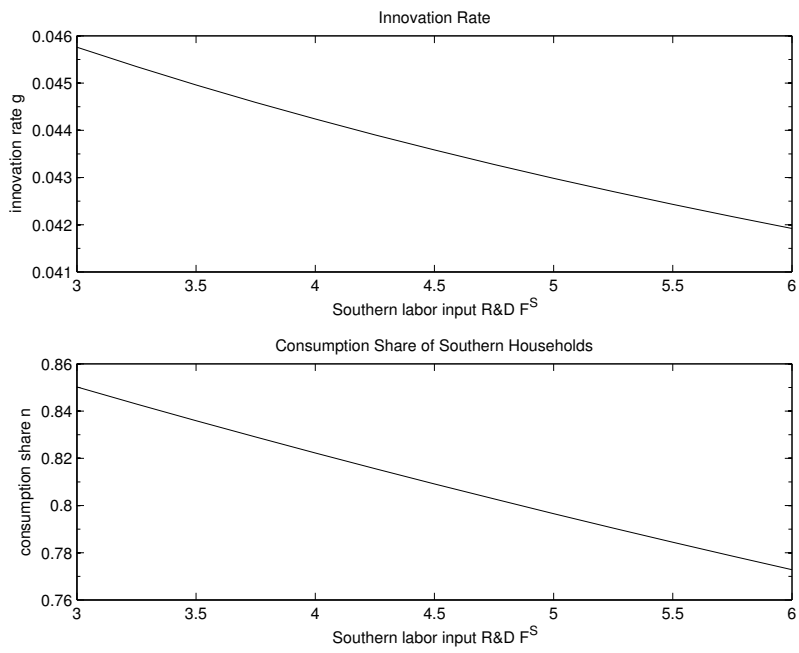 Innovation Rate
0.046
0.045
0.044
0.043
0.042
0.041
innovation rate g
3 3.5 4 4.5 5 5.5 6
Southern labor input R&D F^S
Consumption Share of Southern Households
0.86
0.84
0.82
0.8
0.78
0.76
consumption share n
3 3.5 4 4.5 5 5.5 6
Southern labor input R&D F^S